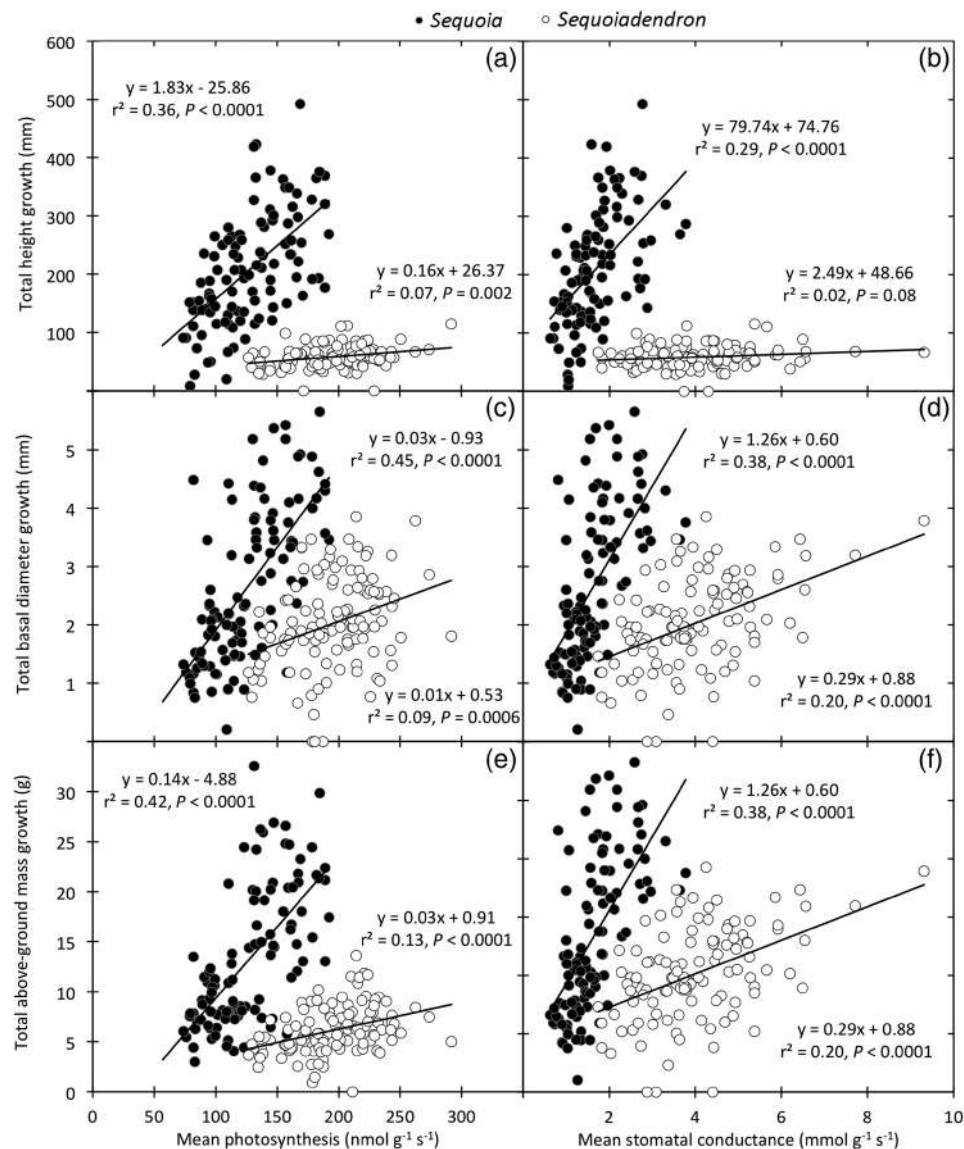 ● Sequoia ○ Sequoiadendron
600
500
400
300
200
100
Total height growth (mm)
(a)
y = 1.83x - 25.86
r² = 0.36, P < 0.0001
y = 0.16x + 26.37
r² = 0.07, P = 0.002
(b)
y = 79.74x + 74.76
r² = 0.29, P < 0.0001
y = 2.49x + 48.66
r² = 0.02, P = 0.08
5
4
3
2
1
Total basal diameter growth (mm)
(c)
y = 0.03x - 0.93
r² = 0.45, P < 0.0001
y = 0.01x + 0.53
r² = 0.09, P = 0.0006
(d)
y = 1.26x + 0.60
r² = 0.38, P < 0.0001
y = 0.29x + 0.88
r² = 0.20, P < 0.0001
30
25
20
15
10
5
0
Total above-ground mass growth (g)
(e)
y = 0.14x - 4.88
r² = 0.42, P < 0.0001
y = 0.03x + 0.91
r² = 0.13, P < 0.0001
(f)
y = 1.26x + 0.60
r² = 0.38, P < 0.0001
y = 0.29x + 0.88
r² = 0.20, P < 0.0001
0 50 100 150 200 250 300
2 4 6 8 10
Mean photosynthesis (nmol g⁻¹ s⁻¹)
Mean stomatal conductance (mmol g⁻¹ s⁻¹)